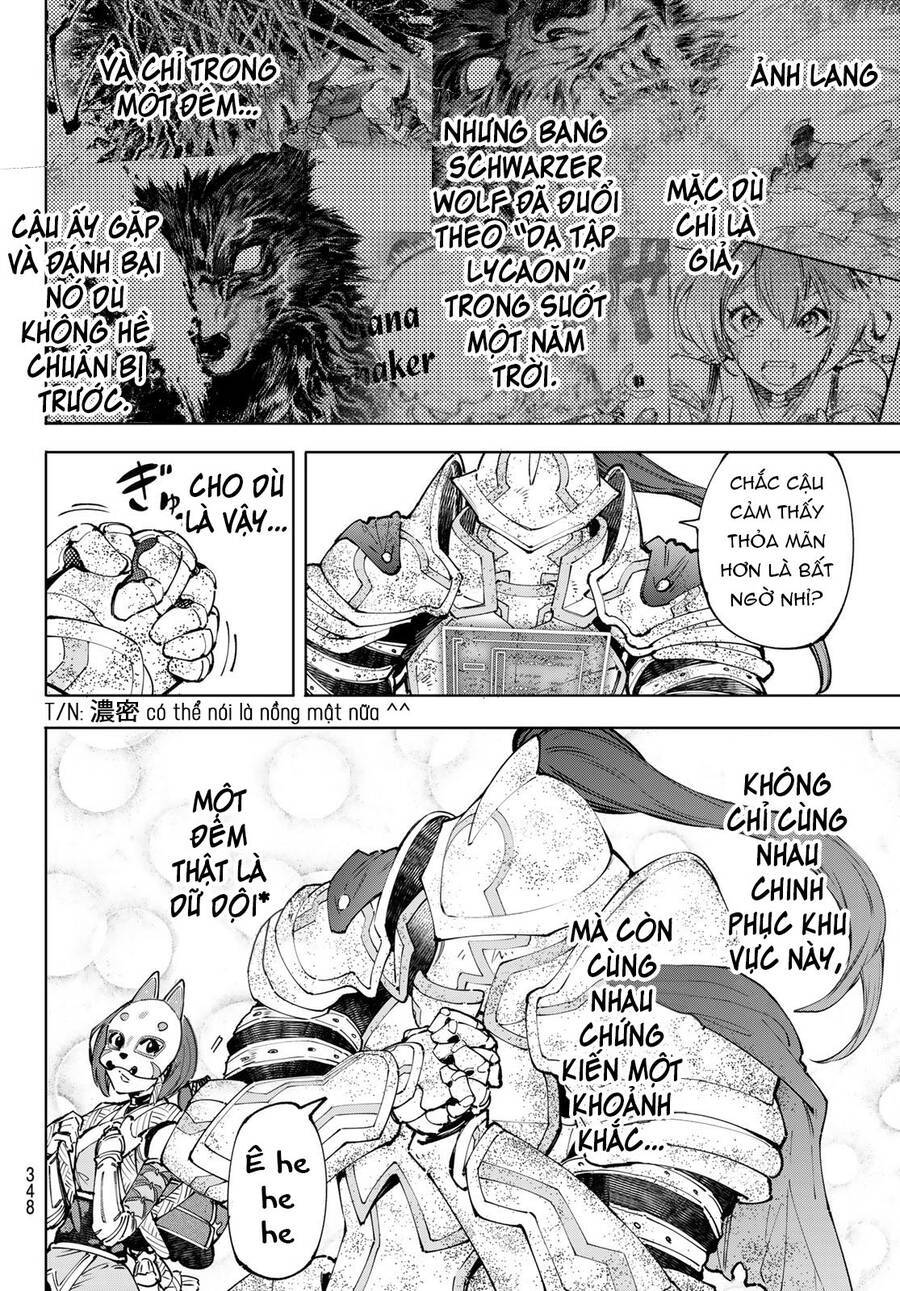 ẢNH LANG
MẶC DÙ
CHỈ LÀ
GIẢ,
NHƯNG BANG
SCHWARZER
WOLF ĐÃ ĐUỔI
THEO "DẠ TẬP
LYCAON"
TRONG SUỐT
MỘT NĂM
TRỜI.
VÀ CHỈ TRONG
MỘT ĐÊM...
CẬU ẤY GẶP
VÀ ĐÁNH BẠI
NÓ DÙ
KHÔNG HỀ
CHUẨN BỊ
TRƯỚC.
ana
aker
CHẮC CẬU
CẢM THẤY
THỎA MÃN
HƠN LÀ BẤT
NGỜ NHỈ?
CHO DÙ
LÀ VẬY...
ぎゅ
T/N: 濃密 có thể nói là nồng mật nữa ^^
KHÔNG
CHỈ CÙNG
NHAU
CHINH
PHỤC KHU
VỰC NÀY,
MÀ CÒN
CÙNG
NHAU
CHỨNG
KIẾN MỘT
KHOẢNH
KHẮC...
MỘT
ĐÊM
THẬT LÀ
DỮ DỘI*
Ê he
he
he
348